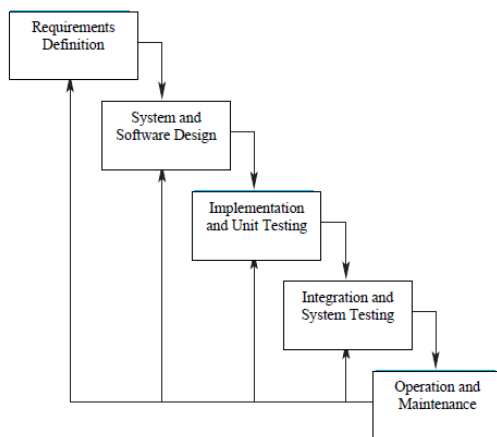 Requirements
Definition
System and
Software Design
Implementation
and Unit Testing
Integration and
System Testing
Operation and
Maintenance